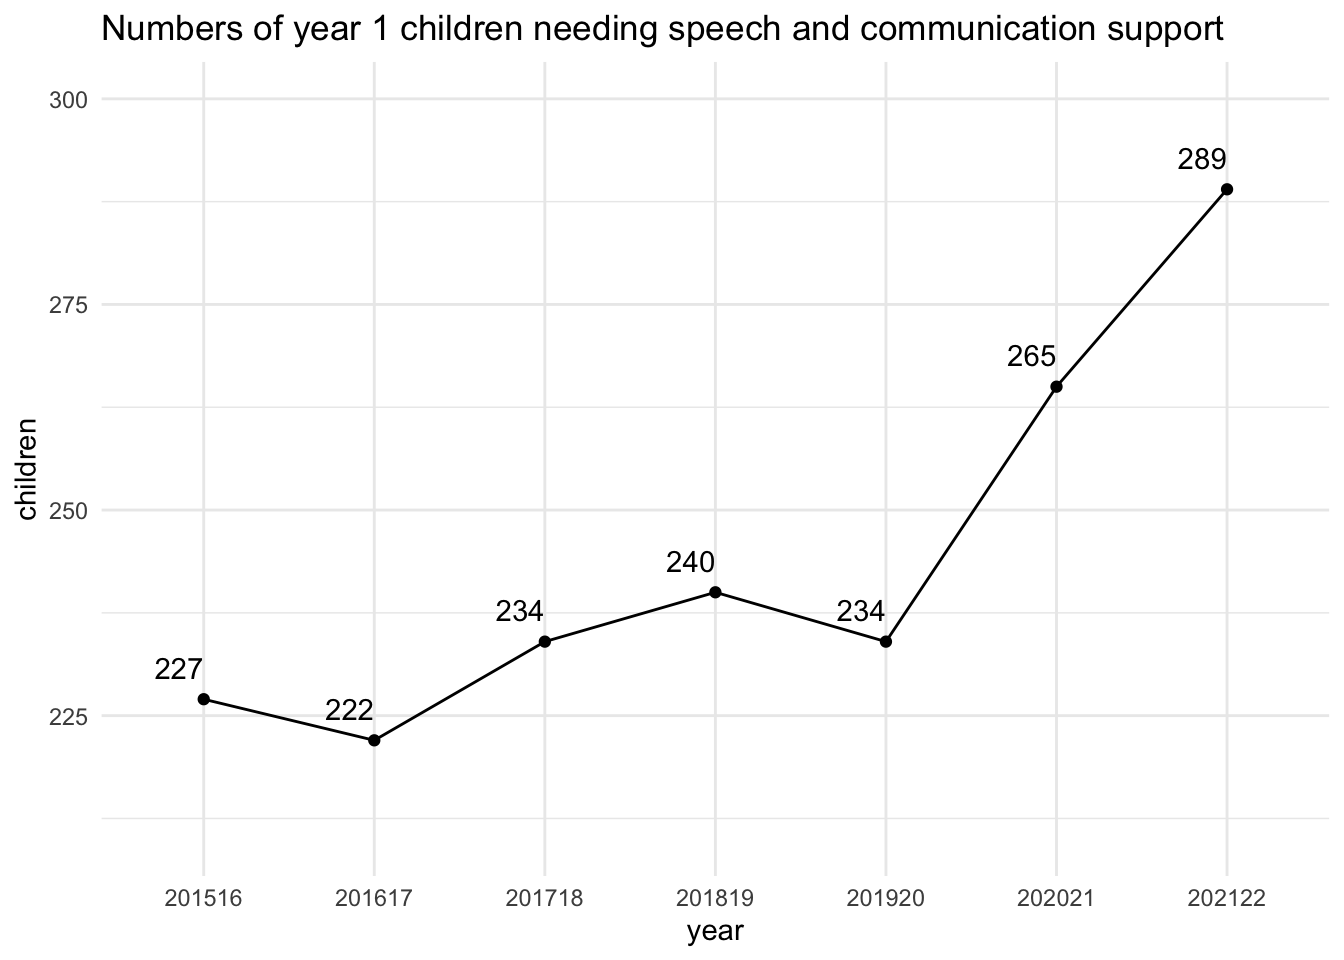 Numbers of year 1 children needing speech and communication support
300
289
275
265
children
250
240
234
234
227
222
225
201516 201617 201718 201819 201920 202021 202122
year